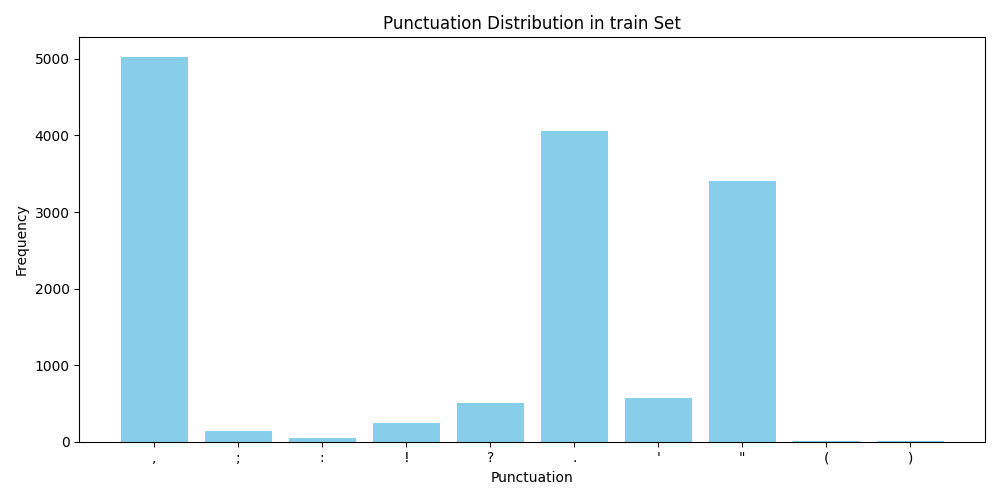 Punctuation Distribution in train Set
Frequency
5000
4000
3000
2000
1000
0
, ; : ! ? . ' " ( )
Punctuation